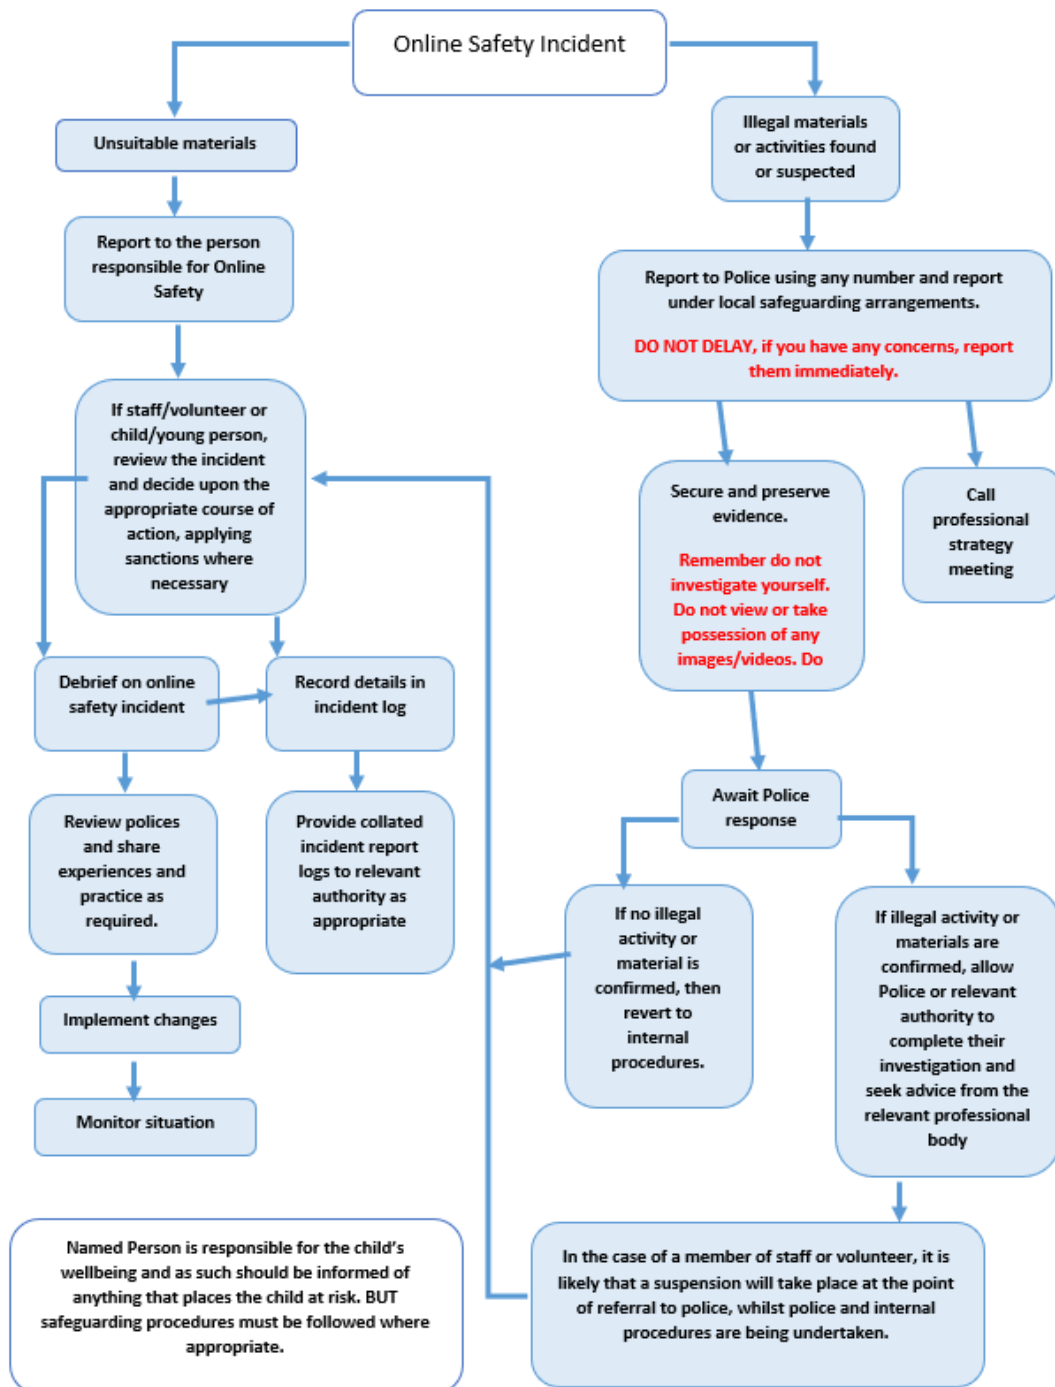 Online Safety Incident
Unsuitable materials
Report to the person
responsible for Online
Safety
If staff/volunteer or
child/young person,
review the incident
and decide upon the
appropriate course of
action, applying
sanctions where
necessary
Debrief on online
safety incident
Record details in
incident log
Review polices
and share
experiences and
practice as
required.
Provide collated
incident report
logs to relevant
authority as
appropriate
Implement changes
Monitor situation
Illegal materials
or activities found
or suspected
Report to Police using any number and report
under local safeguarding arrangements.
DO NOT DELAY, if you have any concerns, report
them immediately.
Secure and preserve
evidence.
Remember do not
investigate yourself.
Do not view or take
possession of any
images/videos. Do
Call
professional
strategy
meeting
Await Police
response
If no illegal
activity or
material is
confirmed, then
revert to
internal
procedures.
If illegal activity or
materials are
confirmed, allow
Police or relevant
authority to
complete their
investigation and
seek advice from the
relevant professional
body
In the case of a member of staff or volunteer, it is
likely that a suspension will take place at the point
of referral to police, whilst police and internal
procedures are being undertaken.
Named Person is responsible for the child's
wellbeing and as such should be informed of
anything that places the child at risk. BUT
safeguarding procedures must be followed where
appropriate.